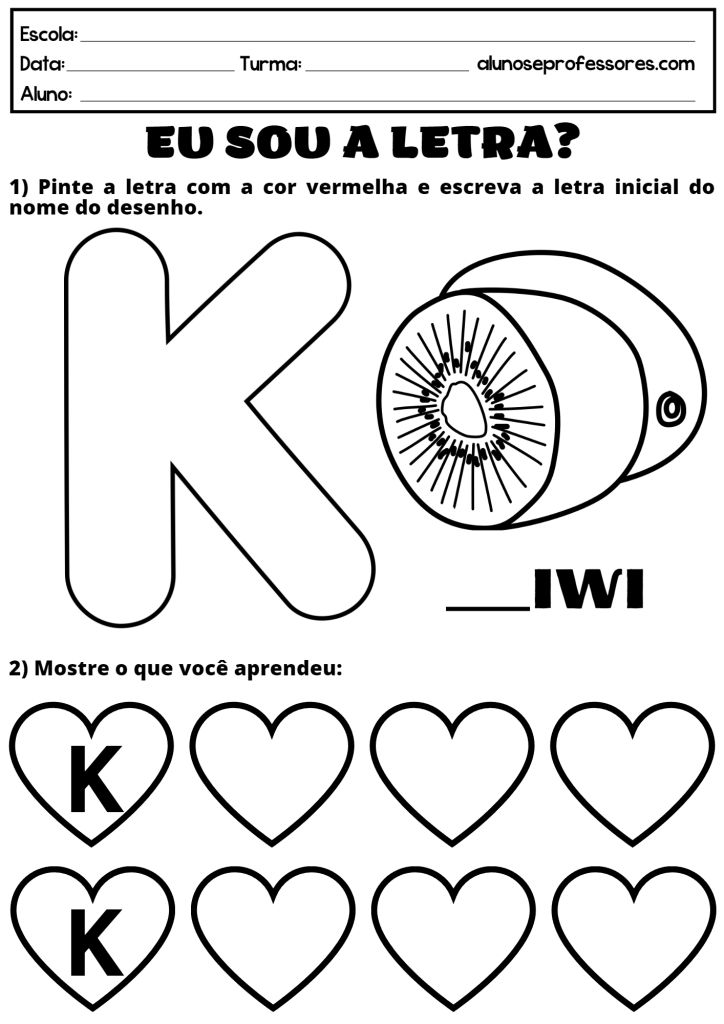 Escola:
Data: Turma: alunoseprofessores.com
Aluno:
EU SOU A LETRA?
1) Pinte a letra com a cor vermelha e escreva a letra inicial do
nome do desenho.
K
___IWI
2) Mostre o que você aprendeu:
K
K